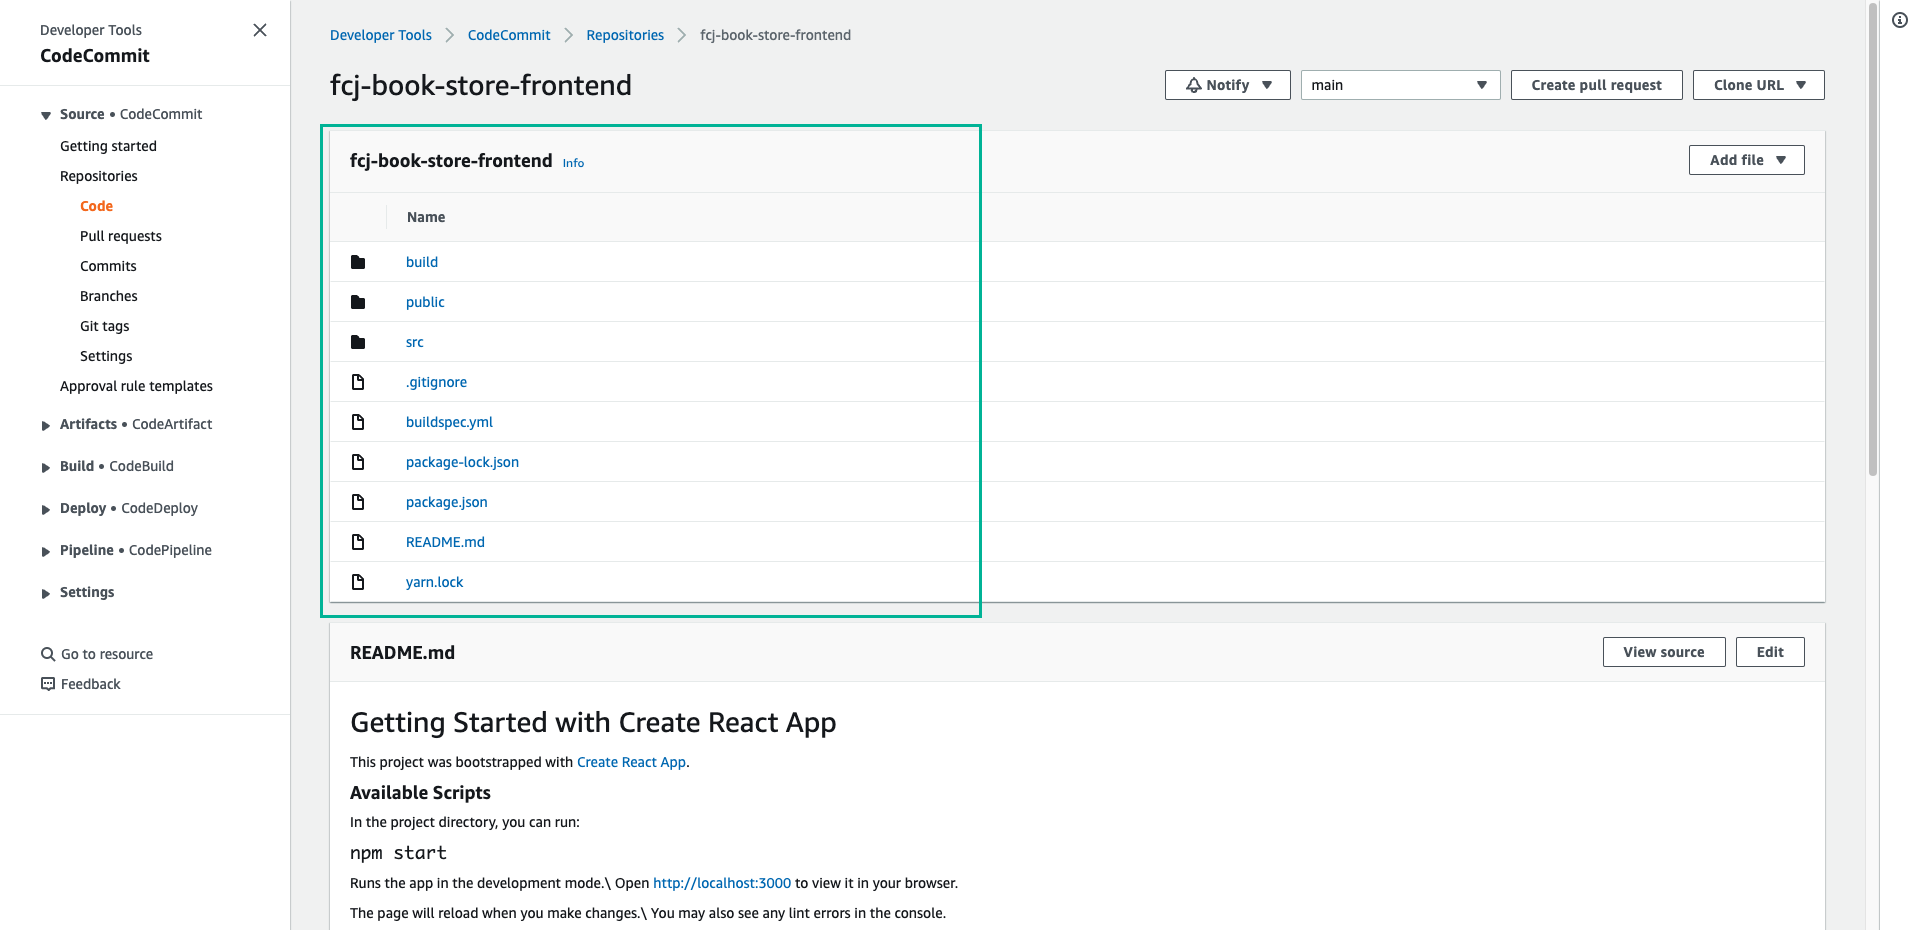 Developer Tools
CodeCommit
Source • CodeCommit
Getting started
Repositories
Code
Pull requests
Commits
Branches
Git tags
Settings
Approval rule templates
Artifacts • CodeArtifact
Build • CodeBuild
Deploy • CodeDeploy
Pipeline • CodePipeline
Settings
Go to resource
Feedback
Developer Tools CodeCommit Repositories fcj-book-store-frontend
fcj-book-store-frontend
Notify main Create pull request Clone URL
fcj-book-store-frontend Info
Add file
Name
build
public
src
.gitignore
buildspec.yml
package-lock.json
package.json
README.md
yarn.lock
README.md
View source Edit
Getting Started with Create React App
This project was bootstrapped with Create React App.
Available Scripts
In the project directory, you can run:
npm start
Runs the app in the development mode.\ Open http://localhost:3000 to view it in your browser.
The page will reload when you make changes.\ You may also see any lint errors in the console.